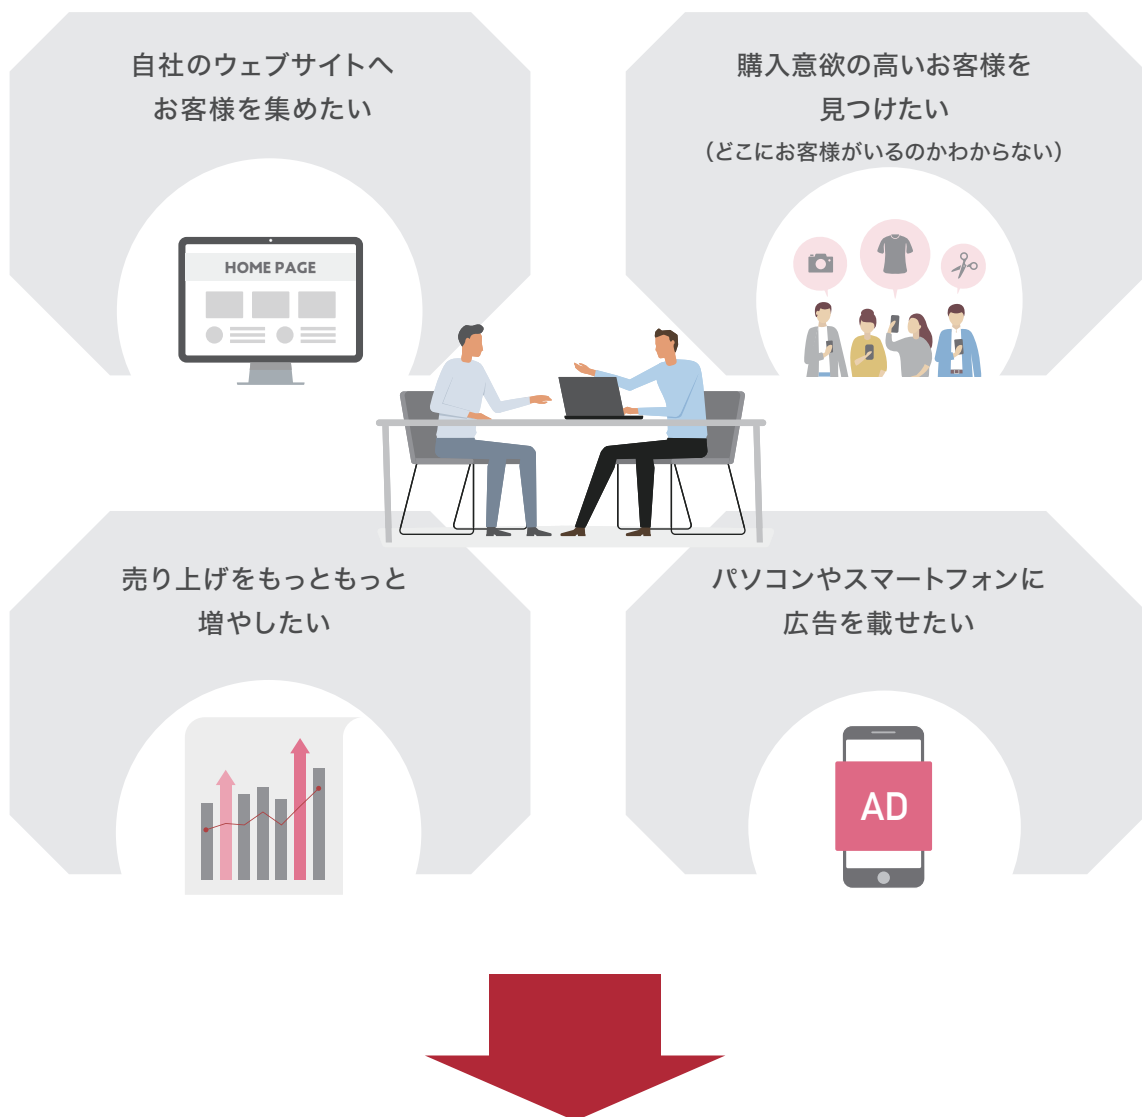 自社のウェブサイトへ
お客様を集めたい
HOME PAGE
購入意欲の高いお客様を
見つけたい
(どこにお客様がいるのかわからない)
売り上げをもっともっと
増やしたい
パソコンやスマートフォンに
広告を載せたい
AD